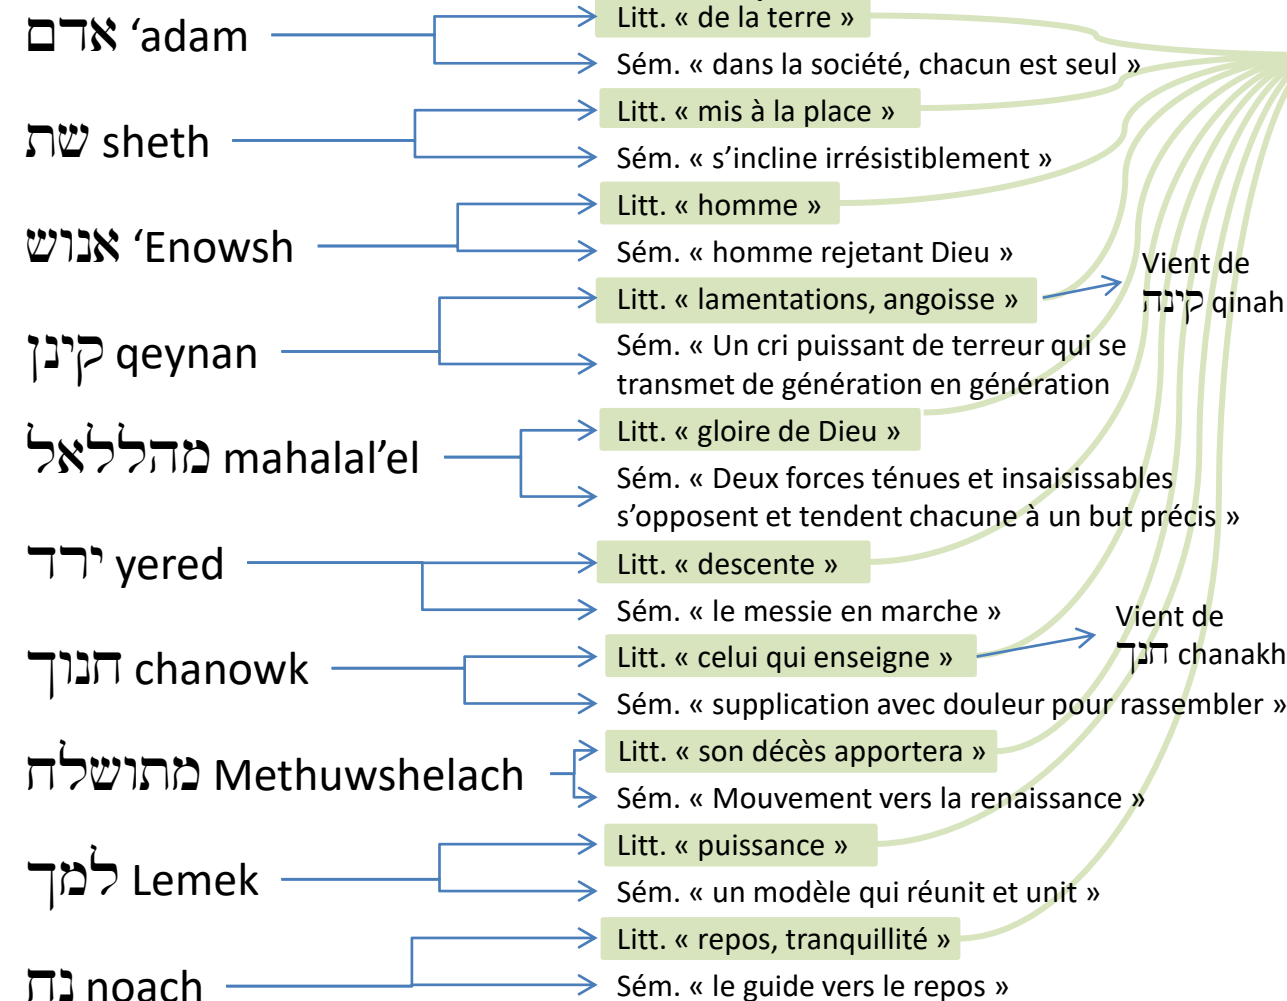 אדם ‘adam
Litt. « de la terre »
Sém. « dans la société, chacun est seul »
שת sheth
Litt. « mis à la place »
Sém. « s’incline irrésistiblement »
אנוש ‘Enowsh
Litt. « homme »
Sém. « homme rejetant Dieu »
קינן qeynan
Litt. « lamentations, angoisse »
Vient de
קינה qinah
Sém. « Un cri puissant de terreur qui se
transmet de génération en génération
מהללאל mahalal’el
Litt. « gloire de Dieu »
Sém. « Deux forces ténues et insaisissables
s’opposent et tendent chacune à un but précis »
ירד yered
Litt. « descente »
Sém. « le messie en marche »
חנוך chanowk
Litt. « celui qui enseigne »
Vient de
חנך chanakh
Sém. « supplication avec douleur pour rassembler »
מתושלח Methuwshelach
Litt. « son décès apportera »
Sém. « Mouvement vers la renaissance »
למך Lemek
Litt. « puissance »
Sém. « un modèle qui réunit et unit »
נח noach
Litt. « repos, tranquillité »
Sém. « le guide vers le repos »